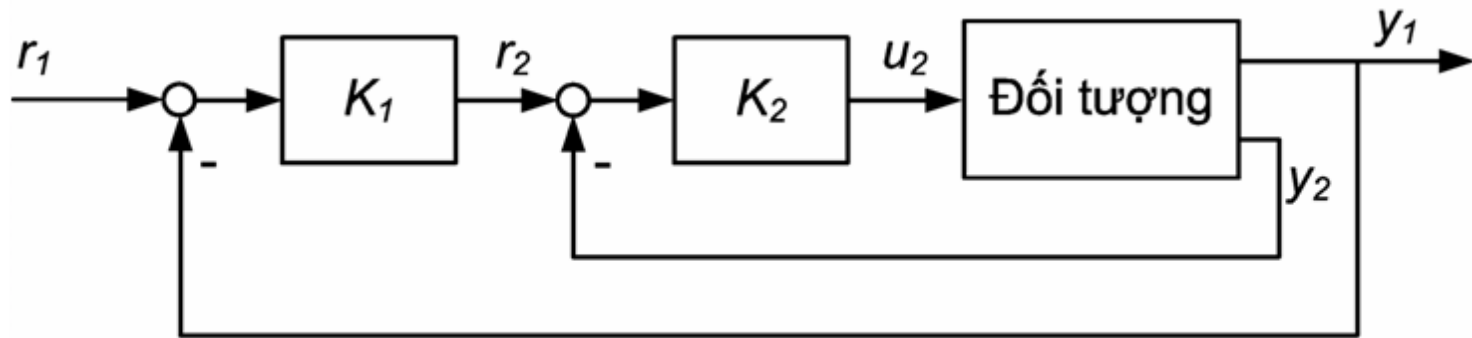 r₁
K₁
r₂
K₂
u₂
Đối tượng
y₁
y₂
-
-